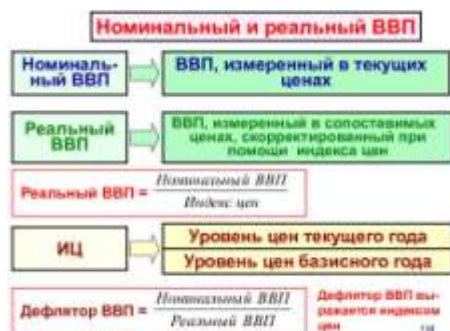 Номинальный и реальный ВВП
Номиналь-
ный ВВП
ВВП, измеренный в текущих
ценах
Реальный
ВВП
ВВП, измеренный в сопоставимых
ценах, скорректированный при
помощи индекса цен
Реальный ВВП = Номинальный ВВП
Индекс цен
ИЦ
Уровень цен текущего года
Уровень цен базисного года
Дефлятор ВВП = Номинальный ВВП
Реальный ВВП
Дефлятор ВВП вы-
ражается индексом
цен